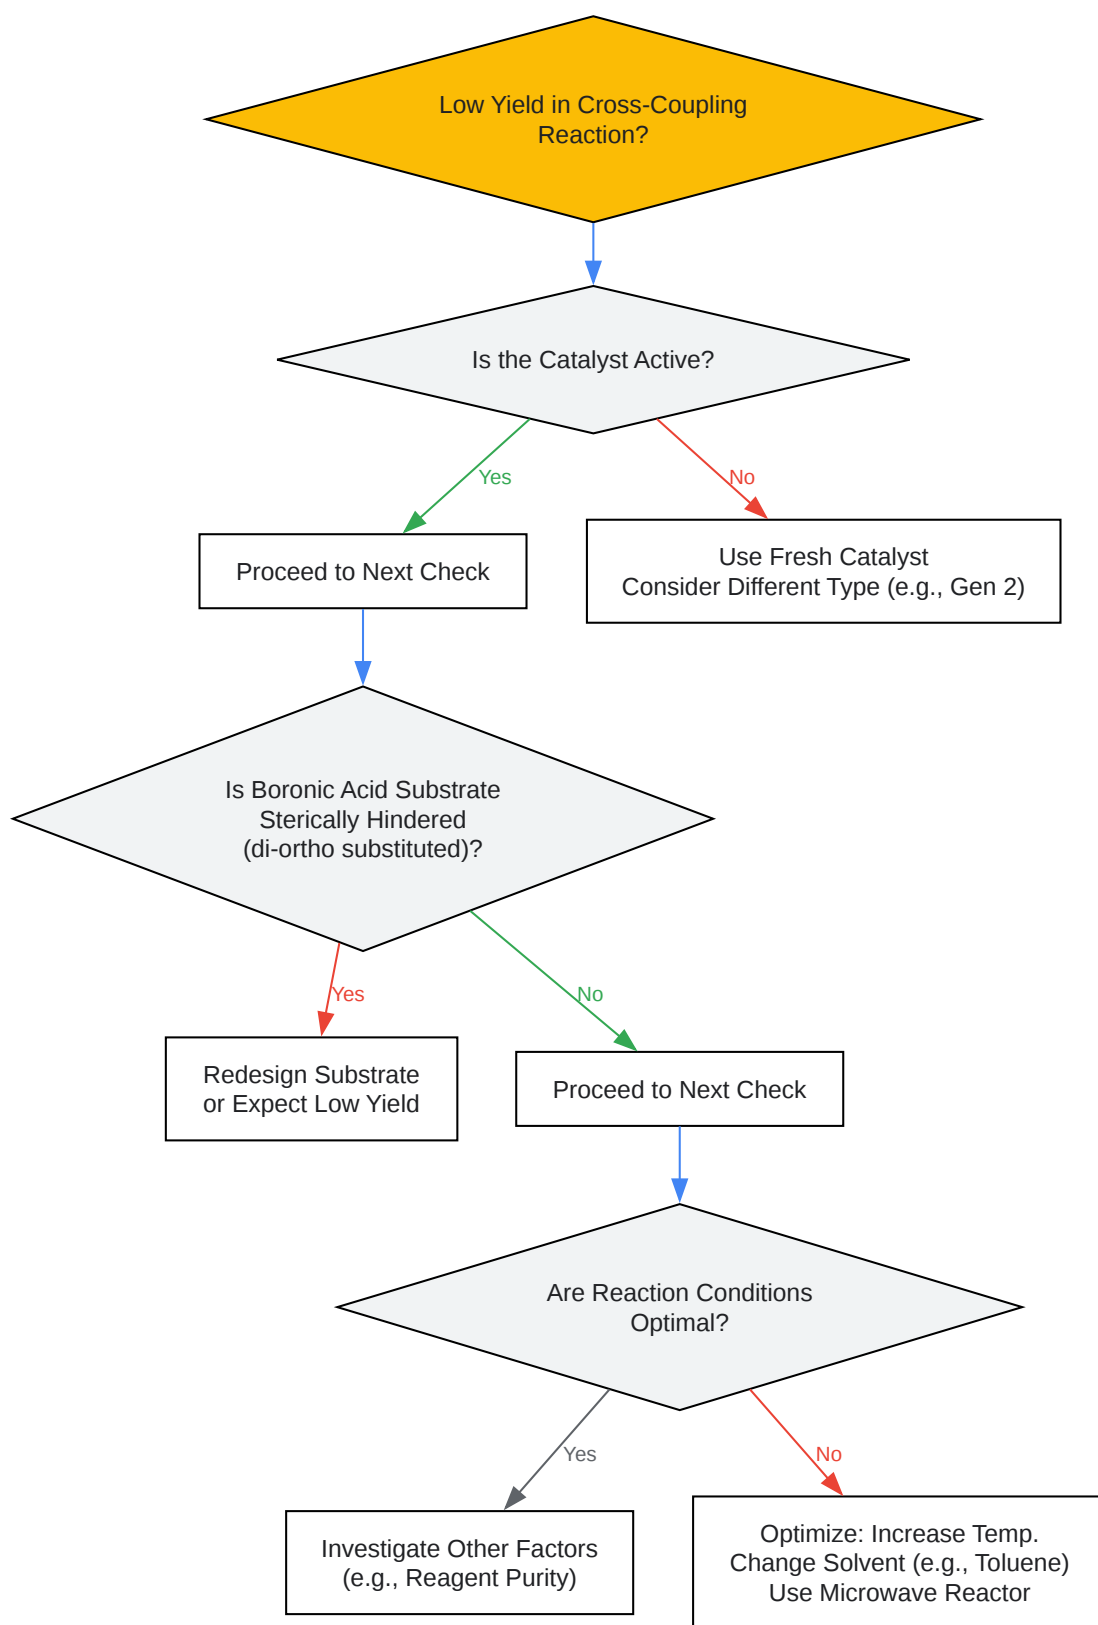 Low Yield in Cross-Coupling
Reaction?
Is the Catalyst Active?
Yes
No
Proceed to Next Check
Use Fresh Catalyst
Consider Different Type (e.g., Gen 2)
Is Boronic Acid Substrate
Sterically Hindered
(di-ortho substituted)?
Yes
No
Redesign Substrate
or Expect Low Yield
Proceed to Next Check
Are Reaction Conditions
Optimal?
Yes
No
Investigate Other Factors
(e.g., Reagent Purity)
Optimize: Increase Temp.
Change Solvent (e.g., Toluene)
Use Microwave Reactor